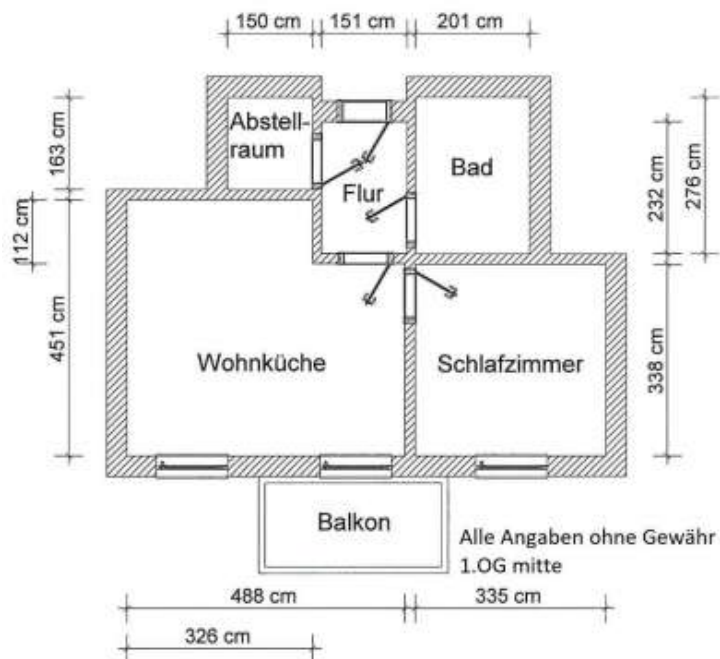 150 cm 151 cm 201 cm
Abstell-
raum
163 cm
Flur
Bad
232 cm
276 cm
112 cm
451 cm
Wohnküche
Schlafzimmer
338 cm
Balkon
Alle Angaben ohne Gewähr
1.OG mitte
488 cm 335 cm
326 cm